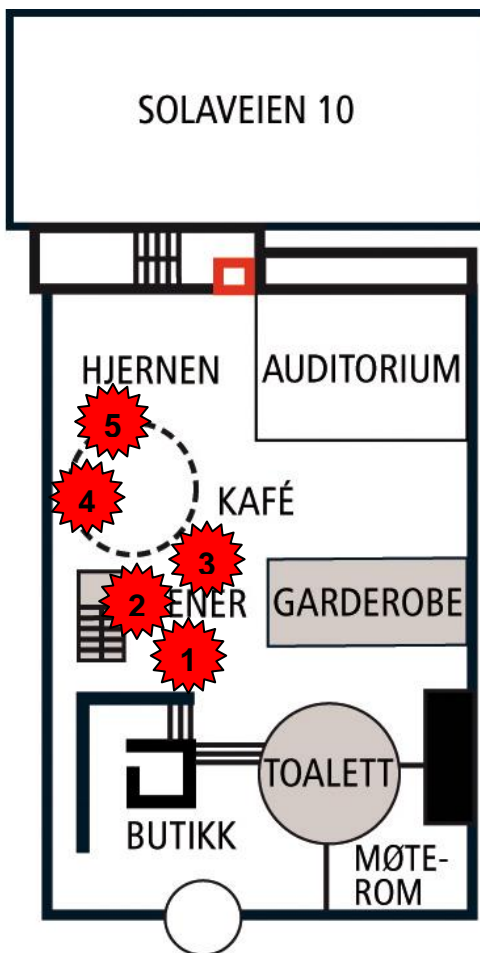 SOLAVEIEN 10
HJERNEN
AUDITORIUM
5
4
KAFÉ
3
2
ENER
GARDEROBE
1
TOALETT
BUTIKK
MØTE-
ROM